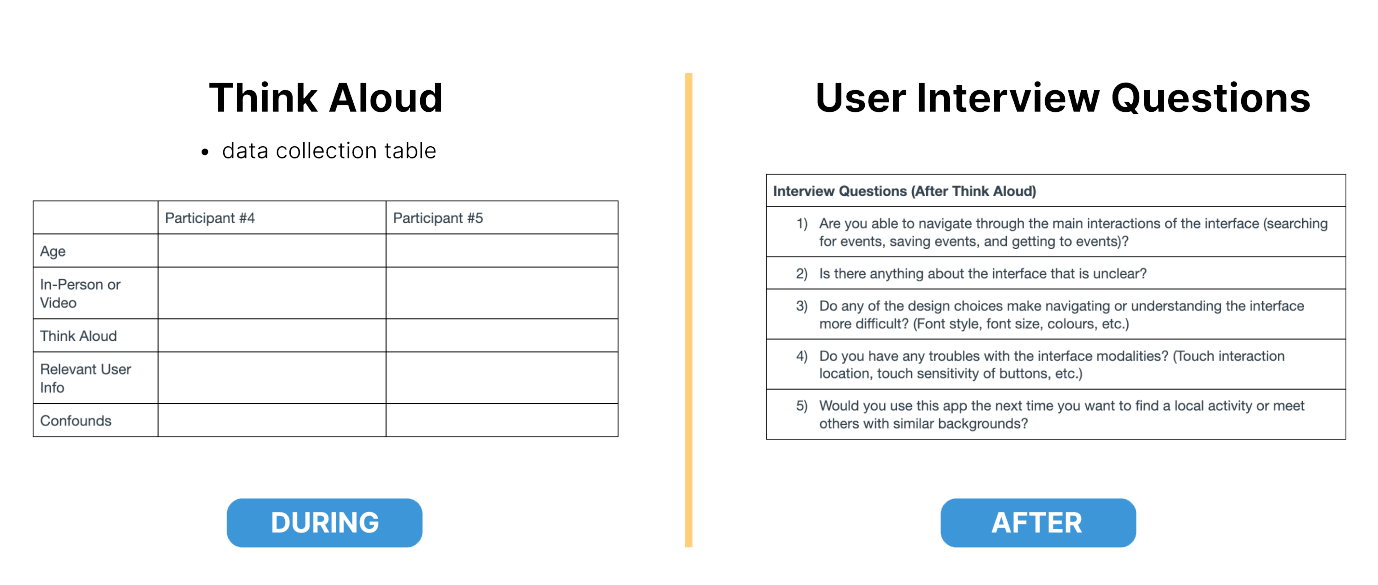 Think Aloud
• data collection table
Participant #4 Participant #5
Age
In-Person or
Video
Think Aloud
Relevant User
Info
Confounds
DURING
User Interview Questions
Interview Questions (After Think Aloud)
1) Are you able to navigate through the main interactions of the interface (searching
for events, saving events, and getting to events)?
2) Is there anything about the interface that is unclear?
3) Do any of the design choices make navigating or understanding the interface
more difficult? (Font style, font size, colours, etc.)
4) Do you have any troubles with the interface modalities? (Touch interaction
location, touch sensitivity of buttons, etc.)
5) Would you use this app the next time you want to find a local activity or meet
others with similar backgrounds?
AFTER